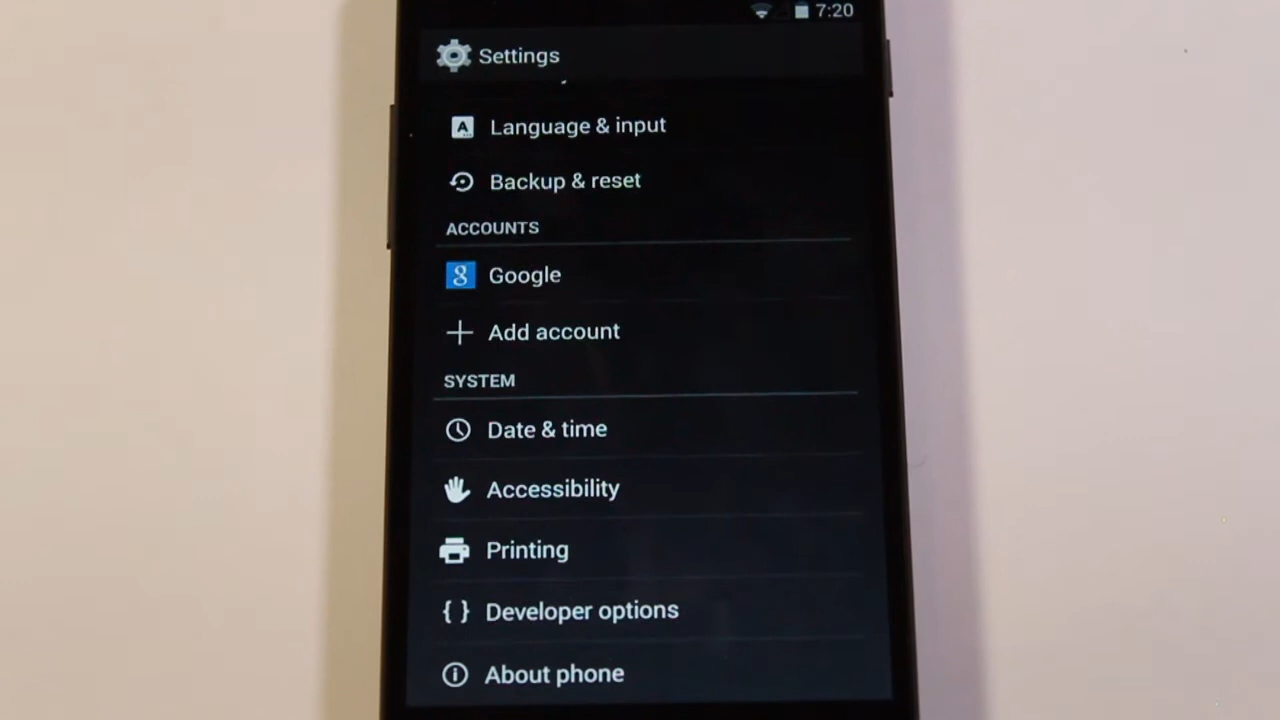 7:20
Settings
Language & input
Backup & reset
ACCOUNTS
Google
Add account
SYSTEM
Date & time
Accessibility
Printing
Developer options
About phone